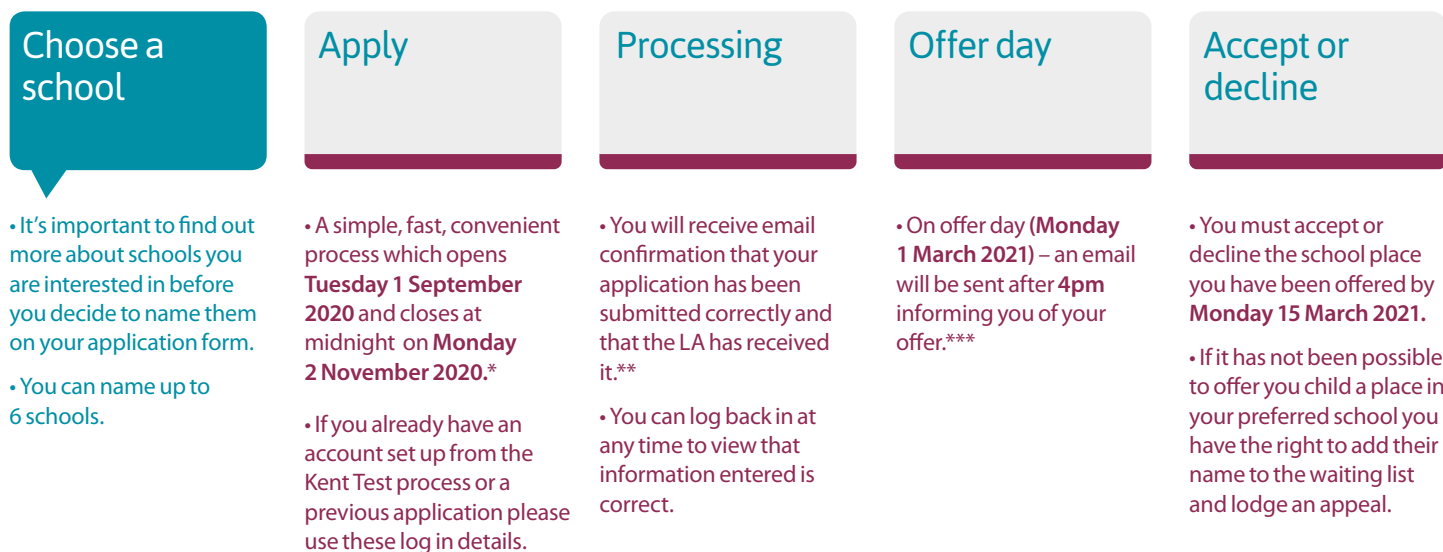 Choose a
school
• It's important to find out
more about schools you
are interested in before
you decide to name them
on your application form.
• You can name up to
6 schools.
Apply
• A simple, fast, convenient
process which opens
Tuesday 1 September
2020 and closes at
midnight on Monday
2 November 2020.*
• If you already have an
account set up from the
Kent Test process or a
previous application please
use these log in details.
Processing
• You will receive email
confirmation that your
application has been
submitted correctly and
that the LA has received
it.**
• You can log back in at
any time to view that
information entered is
correct.
Offer day
• On offer day (Monday
1 March 2021) – an email
will be sent after 4pm
informing you of your
offer.***
Accept or
decline
• You must accept or
decline the school place
you have been offered by
Monday 15 March 2021.
• If it has not been possible
to offer you child a place in
your preferred school you
have the right to add their
name to the waiting list
and lodge an appeal.